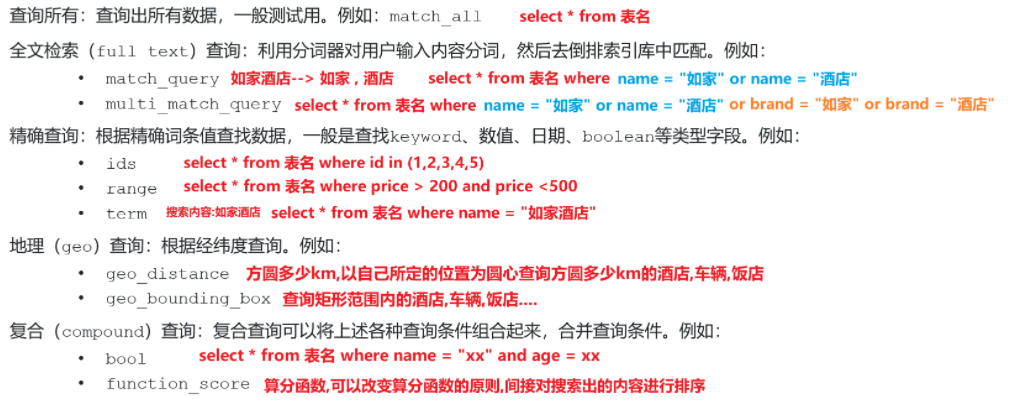 查询所有：查询出所有数据，一般测试用。例如：match_all select * from 表名
全文检索（full text）查询：利用分词器对用户输入内容分词，然后去倒排索引库中匹配。例如：
• match_query 如家酒店--> 如家 , 酒店 select * from 表名 where name = "如家" or name = "酒店"
• multi_match_query select * from 表名 where name = "如家" or name = "酒店" or brand = "如家" or brand = "酒店"
精确查询：根据精确词条值查找数据，一般是查找keyword、数值、日期、boolean等类型字段。例如：
• ids select * from 表名 where id in (1,2,3,4,5)
• range select * from 表名 where price > 200 and price <500
• term 搜索内容:如家酒店 select * from 表名 where name = "如家酒店"
地理（geo）查询：根据经纬度查询。例如：
• geo_distance 方圆多少km,以自己所定的位置为圆心查询方圆多少km的酒店,车辆,饭店
• geo_bounding_box 查询矩形范围内的酒店,车辆,饭店....
复合（compound）查询：复合查询可以将上述各种查询条件组合起来，合并查询条件。例如：
• bool select * from 表名 where name = "xx" and age = xx
• function_score 算分函数,可以改变算分函数的原则,间接对搜索出的内容进行排序